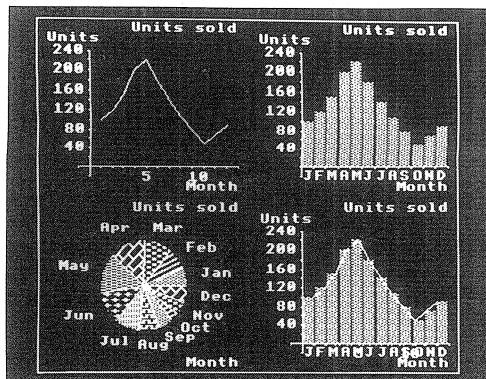 Units sold
Units
240
200
160
120
80
40
5
10
Month
Units sold
Units
240
200
160
120
80
40
JFMAMJJASOND
Month
Units sold
Apr
Mar
Feb
May
Jan
Dec
Jun
Nov
Oct
Sep
Jul
Aug
Month
Units sold
Units
240
200
160
120
80
40
JFMAMJJASOND
Month